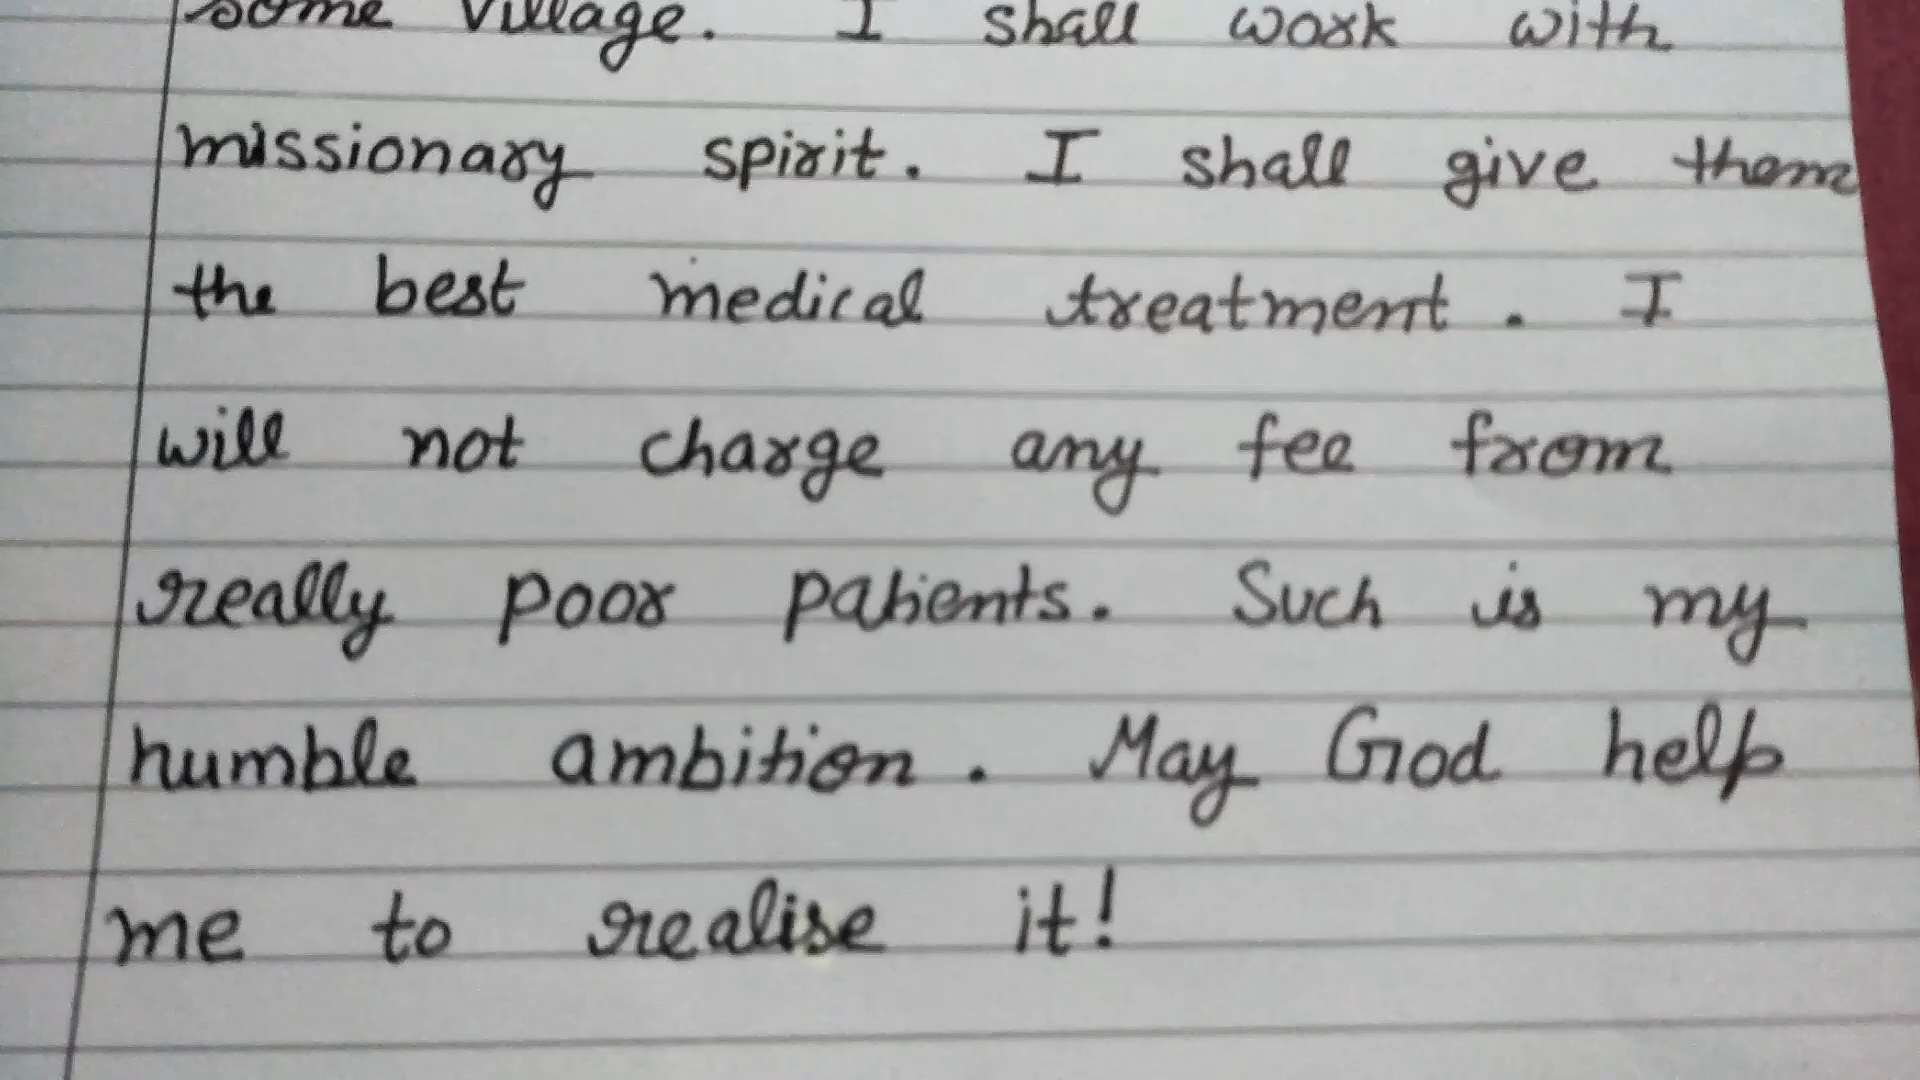 some village. I shall work with
missionary spirit. I shall give them
the best medical treatment. I
will not charge any fee from
really poor patients. Such is my
humble ambition. May God help
me to realise it!